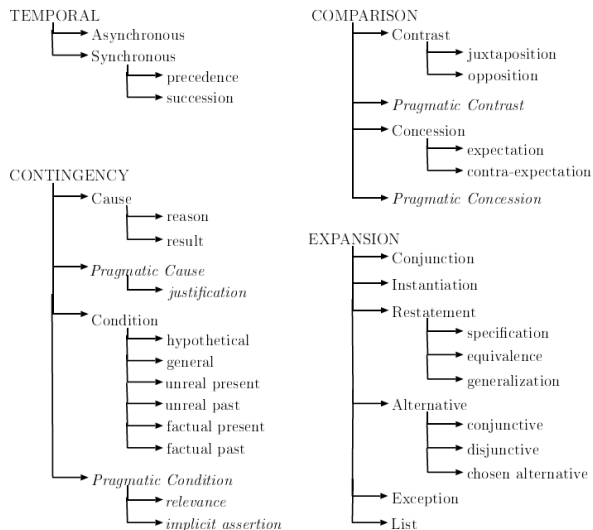 TEMPORAL
Asynchronous
Synchronous
precedence
succession
CONTINGENCY
Cause
reason
result
Pragmatic Cause
justification
Condition
hypothetical
general
unreal present
unreal past
factual present
factual past
Pragmatic Condition
relevance
implicit assertion
COMPARISON
Contrast
juxtaposition
opposition
Pragmatic Contrast
Concession
expectation
contra-expectation
Pragmatic Concession
EXPANSION
Conjunction
Instantiation
Restatement
specification
equivalence
generalization
Alternative
conjunctive
disjunctive
chosen alternative
Exception
List